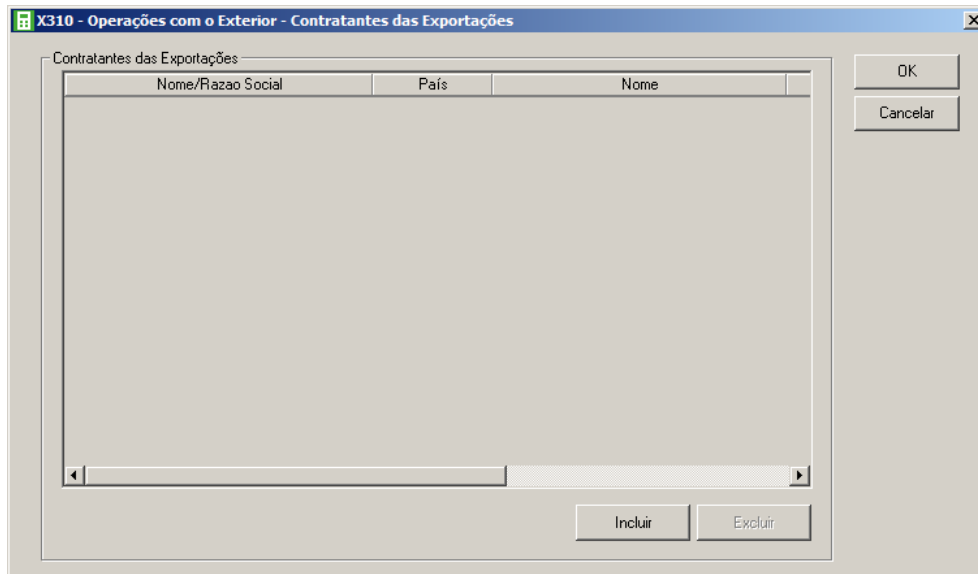 X310 - Operações com o Exterior - Contratantes das Exportações
Contratantes das Exportações
Nome/Razao Social País Nome
OK
Cancelar
Incluir Excluir